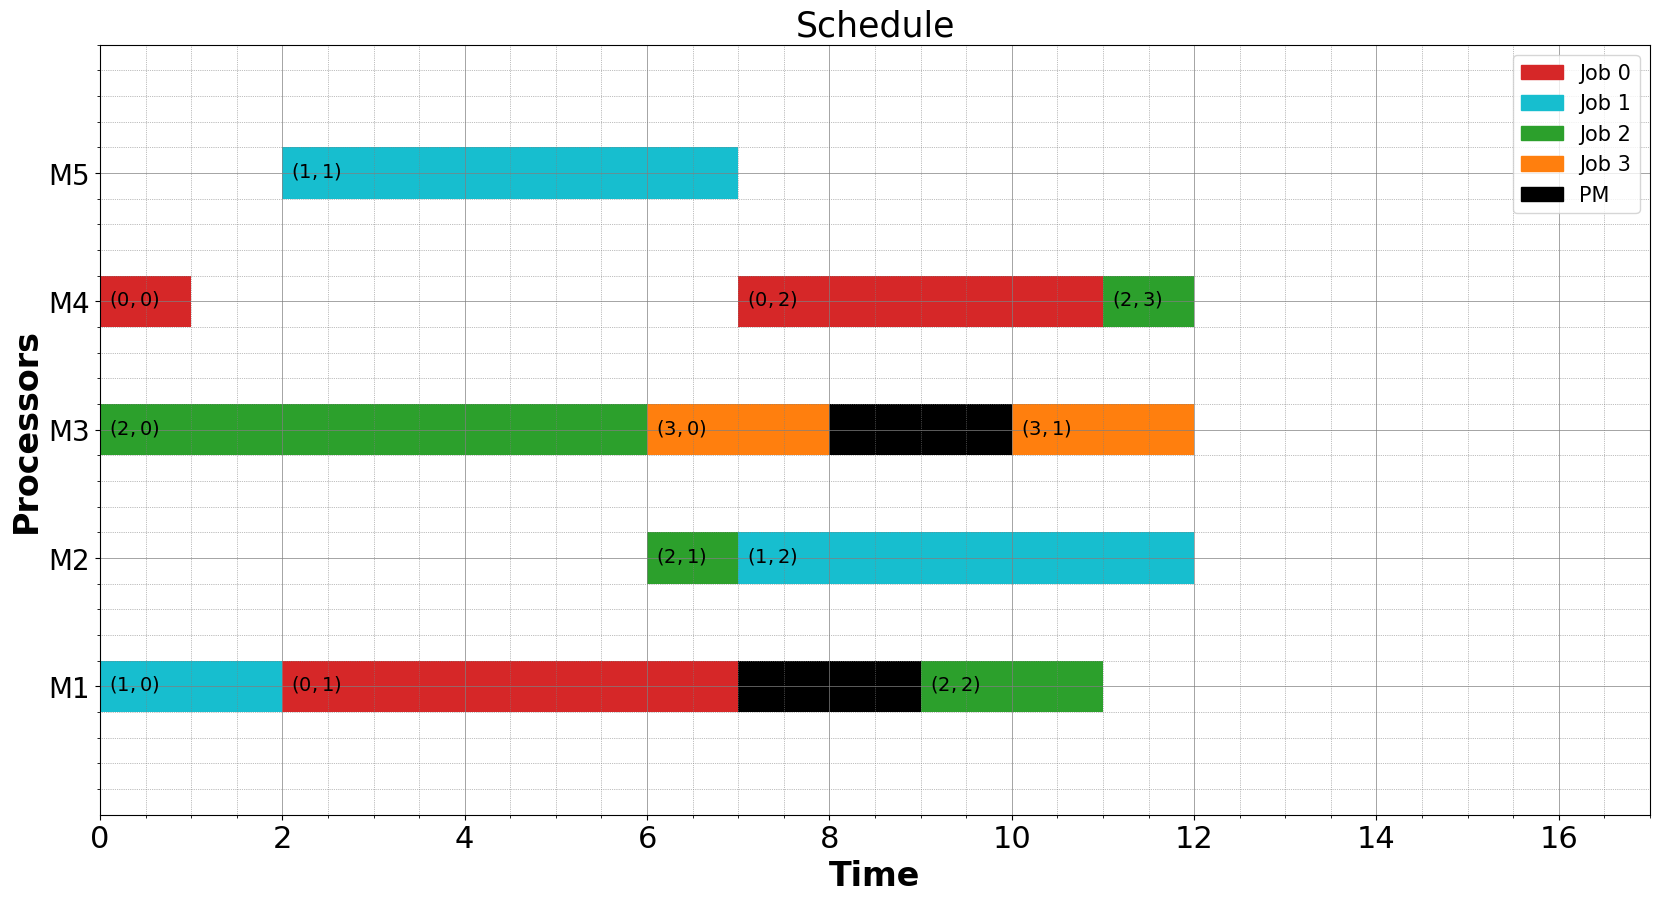 Schedule
Job 0
Job 1
Job 2
Job 3
PM
Processors
M5
(1, 1)
M4
(0, 0)
(0, 2)
(2, 3)
M3
(2, 0)
(3, 0)
(3, 1)
M2
(2, 1)
(1, 2)
M1
(1, 0)
(0, 1)
(2, 2)
0 2 4 6 8 10 12 14 16
Time